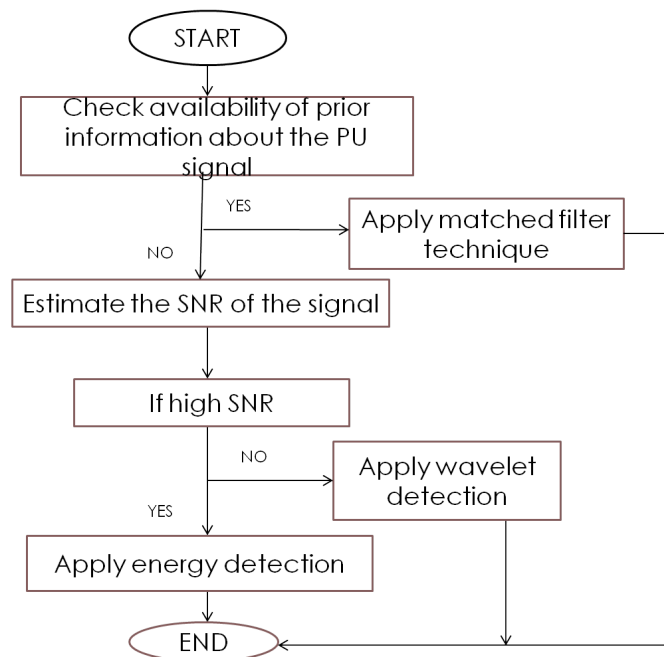 START
Check availability of prior
information about the PU
signal
YES
Apply matched filter
technique
NO
Estimate the SNR of the signal
If high SNR
NO
Apply wavelet
detection
YES
Apply energy detection
END